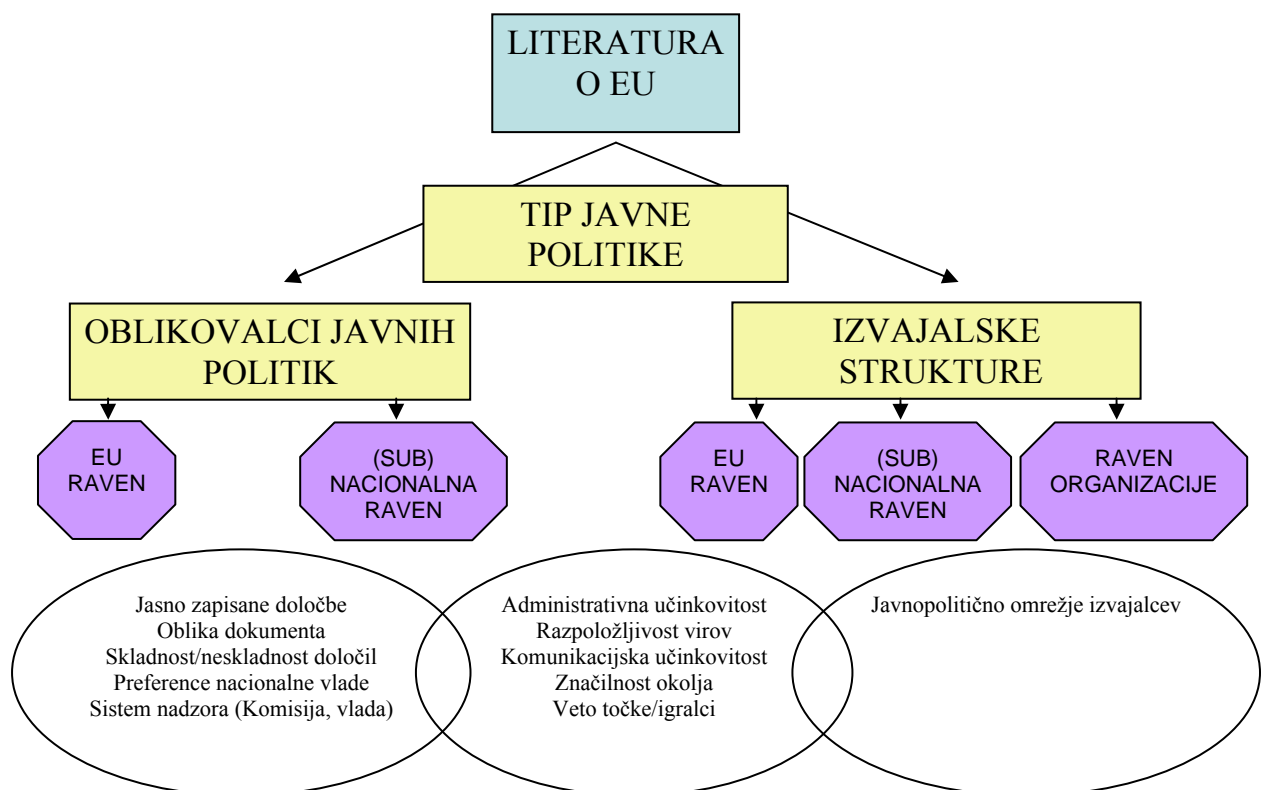 LITERATURA
O EU
TIP JAVNE
POLITIKE
OBLIKOVALCI JAVNIH
POLITIK
IZVAJALSKE
STRUKTURE
EU
RAVEN
(SUB)
NACIONALNA
RAVEN
EU
RAVEN
(SUB)
NACIONALNA
RAVEN
RAVEN
ORGANIZACIJE
Jasno zapisane določbe
Oblika dokumenta
Skladnost/neskladnost določil
Preference nacionalne vlade
Sistem nadzora (Komisija, vlada)
Administrativna učinkovitost
Razpoložljivost virov
Komunikacijska učinkovitost
Značilnost okolja
Veto točke/igralci
Javnopolitično omrežje izvajalcev